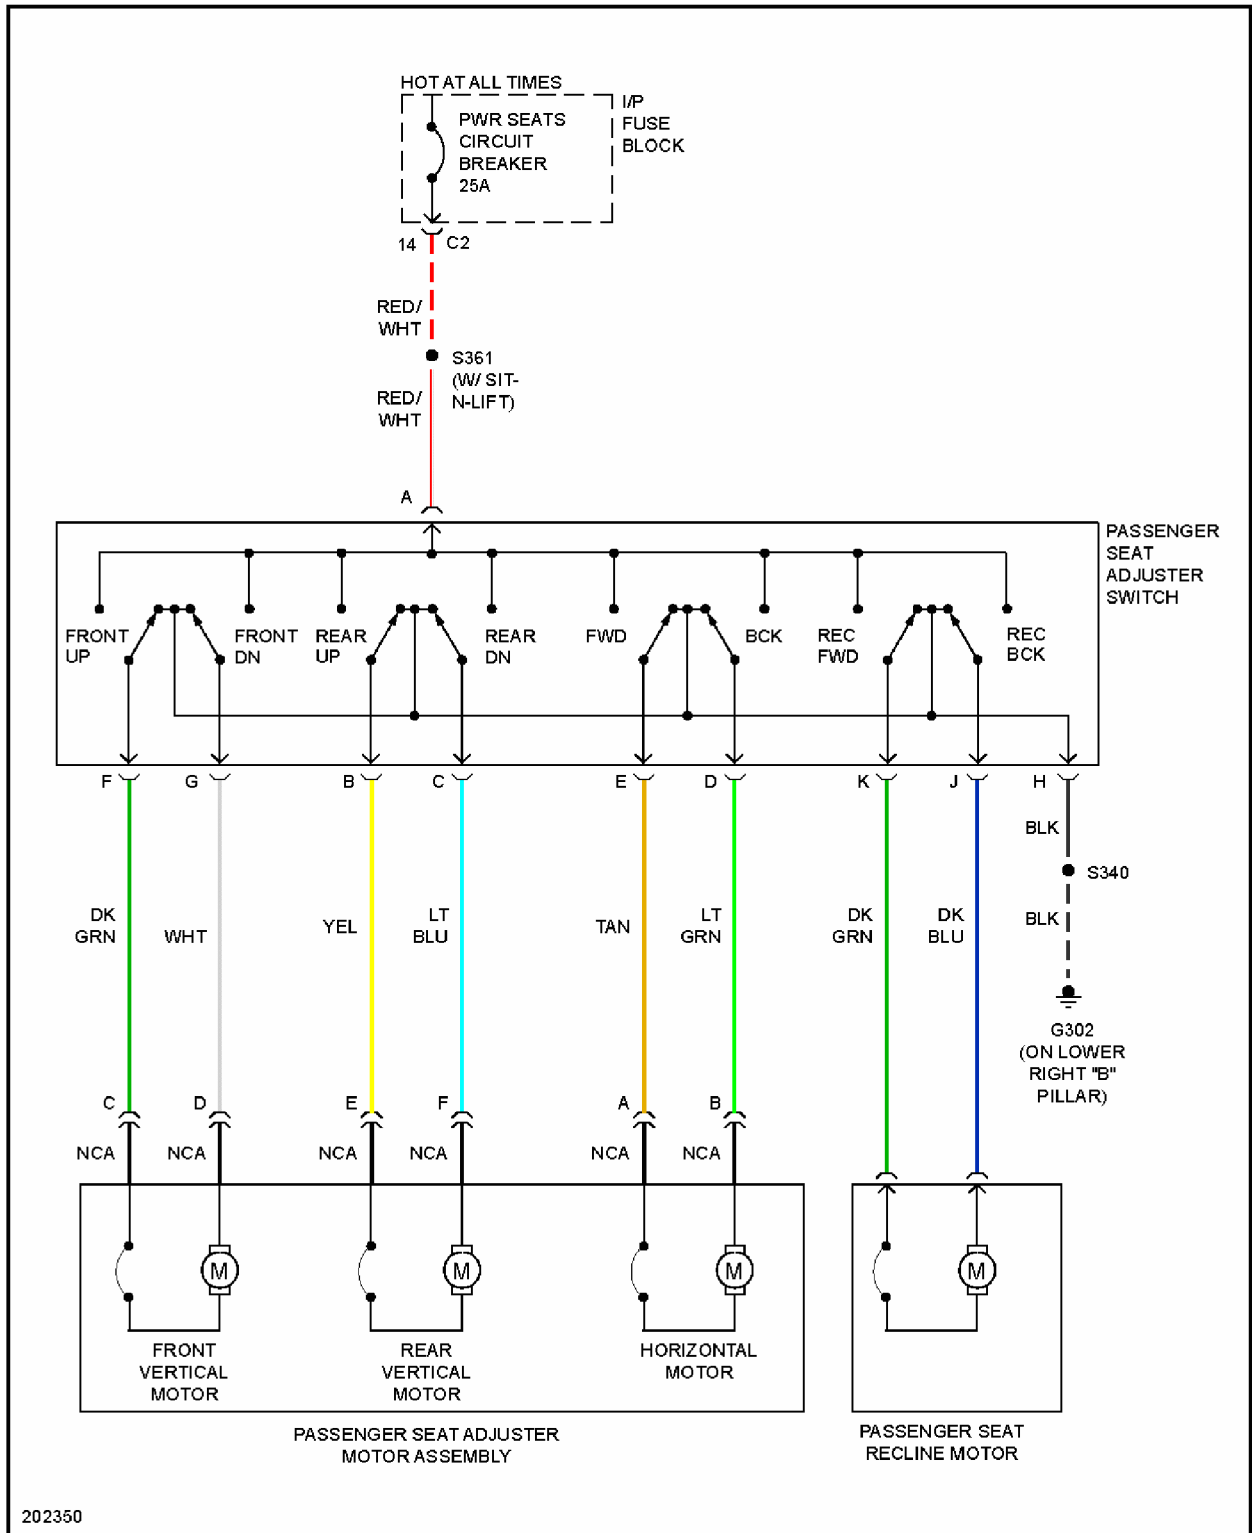 HOT AT ALL TIMES
PWR SEATS
CIRCUIT
BREAKER
25A
I/P
FUSE
BLOCK
14
C2
RED/
WHT
S361
(W/ SIT-
N-LIFT)
RED/
WHT
A
PASSENGER
SEAT
ADJUSTER
SWITCH
FRONT
UP
FRONT
DN
REAR
UP
REAR
DN
FWD
BCK
REC
FWD
REC
BCK
F
G
B
C
E
D
K
J
H
BLK
S340
BLK
DK
GRN
WHT
YEL
LT
BLU
TAN
LT
GRN
DK
GRN
DK
BLU
G302
(ON LOWER
RIGHT "B"
PILLAR)
C
D
E
F
A
B
NCA
NCA
NCA
NCA
NCA
NCA
M
M
M
M
FRONT
VERTICAL
MOTOR
REAR
VERTICAL
MOTOR
HORIZONTAL
MOTOR
PASSENGER SEAT ADJUSTER
MOTOR ASSEMBLY
PASSENGER SEAT
RECLINE MOTOR
202350